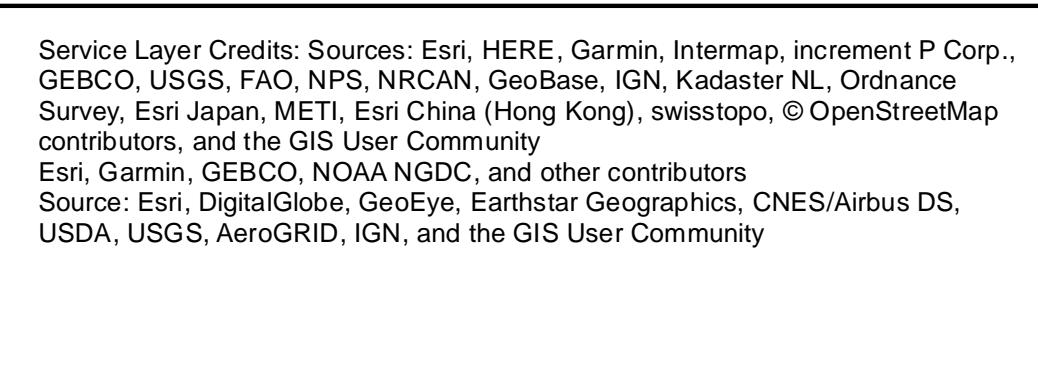 Service Layer Credits: Sources: Esri, HERE, Garmin, Intermap, increment P Corp.,
GEBCO, USGS, FAO, NPS, NRCAN, GeoBase, IGN, Kadaster NL, Ordnance
Survey, Esri Japan, METI, Esri China (Hong Kong), swisstopo, © OpenStreetMap
contributors, and the GIS User Community
Esri, Garmin, GEBCO, NOAA NGDC, and other contributors
Source: Esri, DigitalGlobe, GeoEye, Earthstar Geographics, CNES/Airbus DS,
USDA, USGS, AeroGRID, IGN, and the GIS User Community